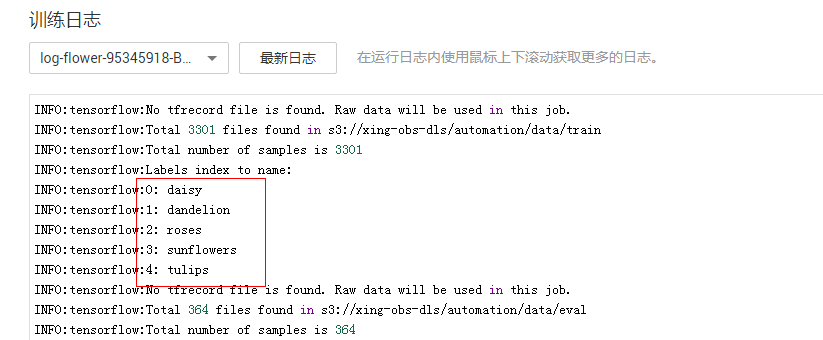 训练日志
log-flower-95345918-B... 最新日志 在运行日志内使用鼠标上下滚动获取更多的日志。
INFO:tensorflow:No tfrecord file is found. Raw data will be used in this job.
INFO:tensorflow:Total 3301 files found in s3://xing-obs-dls/automation/data/train
INFO:tensorflow:Total number of samples is 3301
INFO:tensorflow:Labels index to name:
INFO:tensorflow:0: daisy
INFO:tensorflow:1: dandelion
INFO:tensorflow:2: roses
INFO:tensorflow:3: sunflowers
INFO:tensorflow:4: tulips
INFO:tensorflow:No tfrecord file is found. Raw data will be used in this job.
INFO:tensorflow:Total 364 files found in s3://xing-obs-dls/automation/data/eval
INFO:tensorflow:Total number of samples is 364